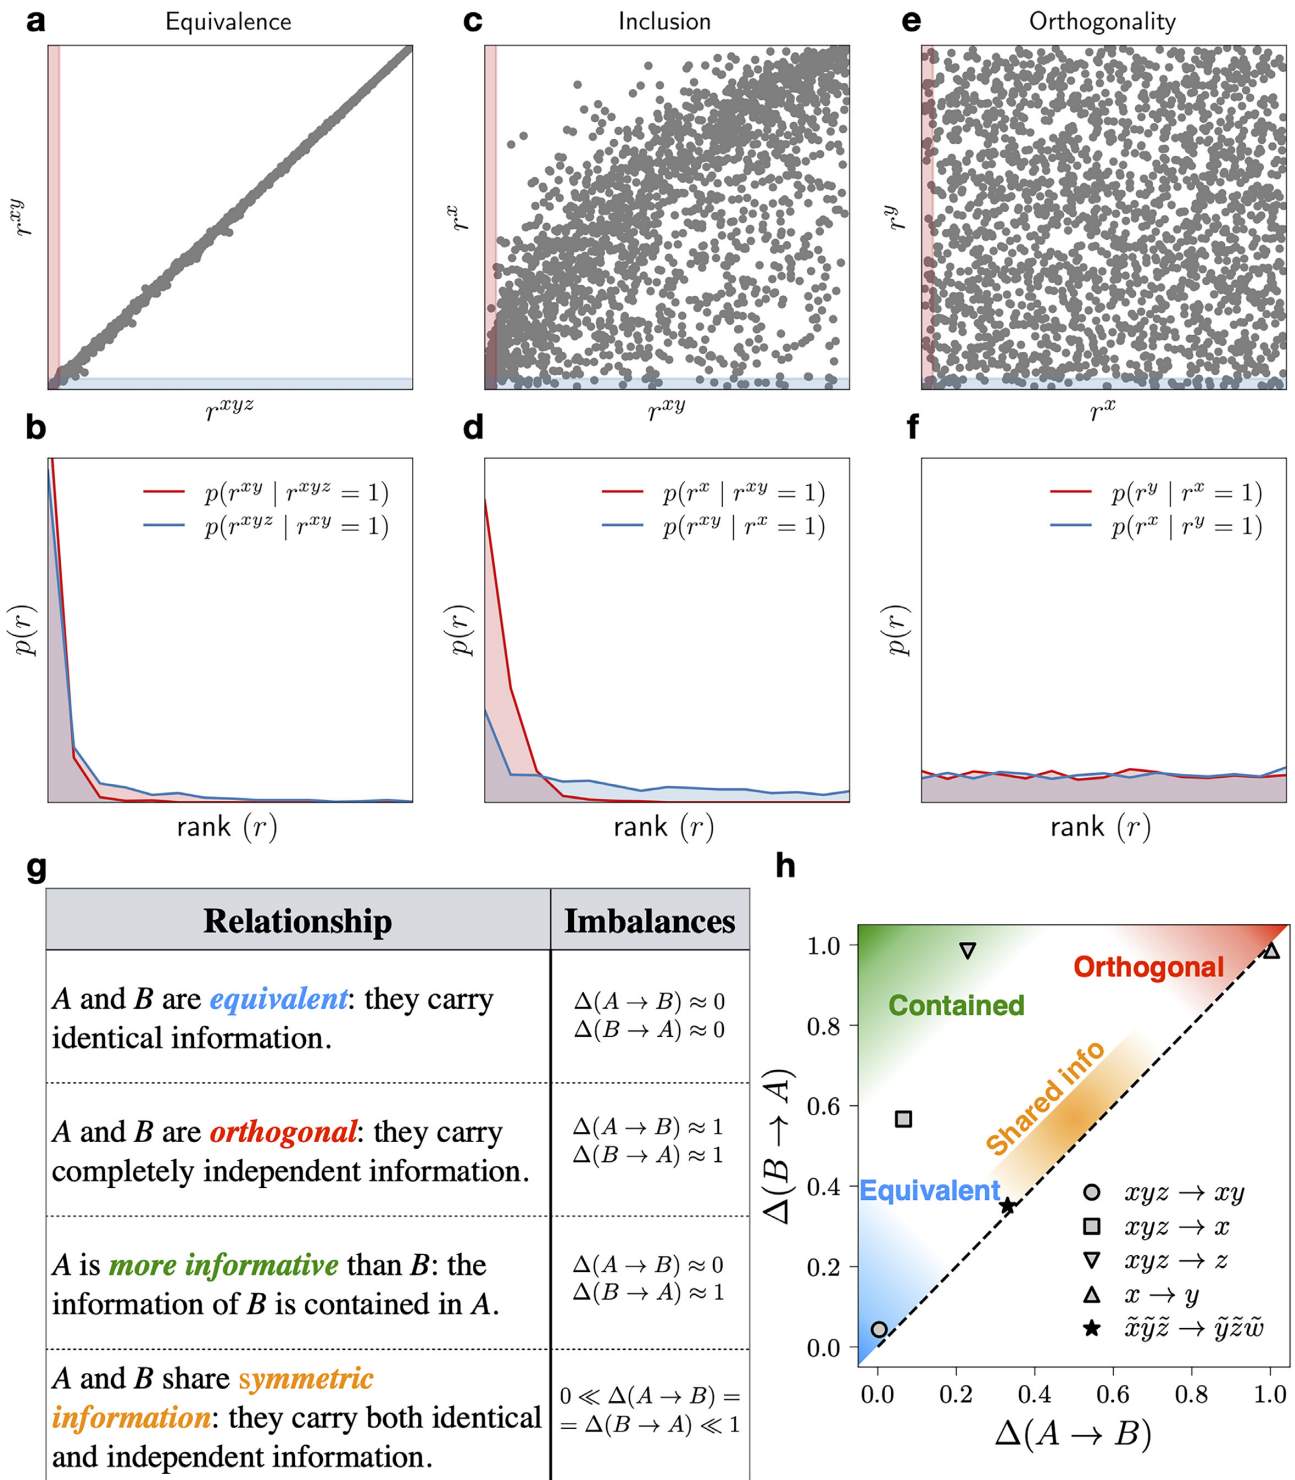 a Equivalence
c Inclusion
e Orthogonality
r^{xy}
r^{xyz}
r^{x}
r^{xy}
r^{y}
r^{x}
b
p(r^{xy} | r^{xyz} = 1)
p(r^{xyz} | r^{xy} = 1)
p(r)
rank (r)
d
p(r^{x} | r^{xy} = 1)
p(r^{xy} | r^{x} = 1)
p(r)
rank (r)
f
p(r^{y} | r^{x} = 1)
p(r^{x} | r^{y} = 1)
p(r)
rank (r)
g
Relationship Imbalances
A and B are equivalent: they carry
identical information.
Δ(A → B) ≈ 0
Δ(B → A) ≈ 0
A and B are orthogonal: they carry
completely independent information.
Δ(A → B) ≈ 1
Δ(B → A) ≈ 1
A is more informative than B: the
information of B is contained in A.
Δ(A → B) ≈ 0
Δ(B → A) ≈ 1
A and B share symmetric
information: they carry both identical
and independent information.
0 ≪ Δ(A → B) =
= Δ(B → A) ≪ 1
h
1.0
0.8
0.6
0.4
0.2
0.0
Δ(B → A)
Orthogonal
Contained
Shared info
Equivalent
xyz → xy
xyz → x
xyz → z
x → y
x̃ỹz̃ → ỹz̃w̃
0.0 0.2 0.4 0.6 0.8 1.0
Δ(A → B)